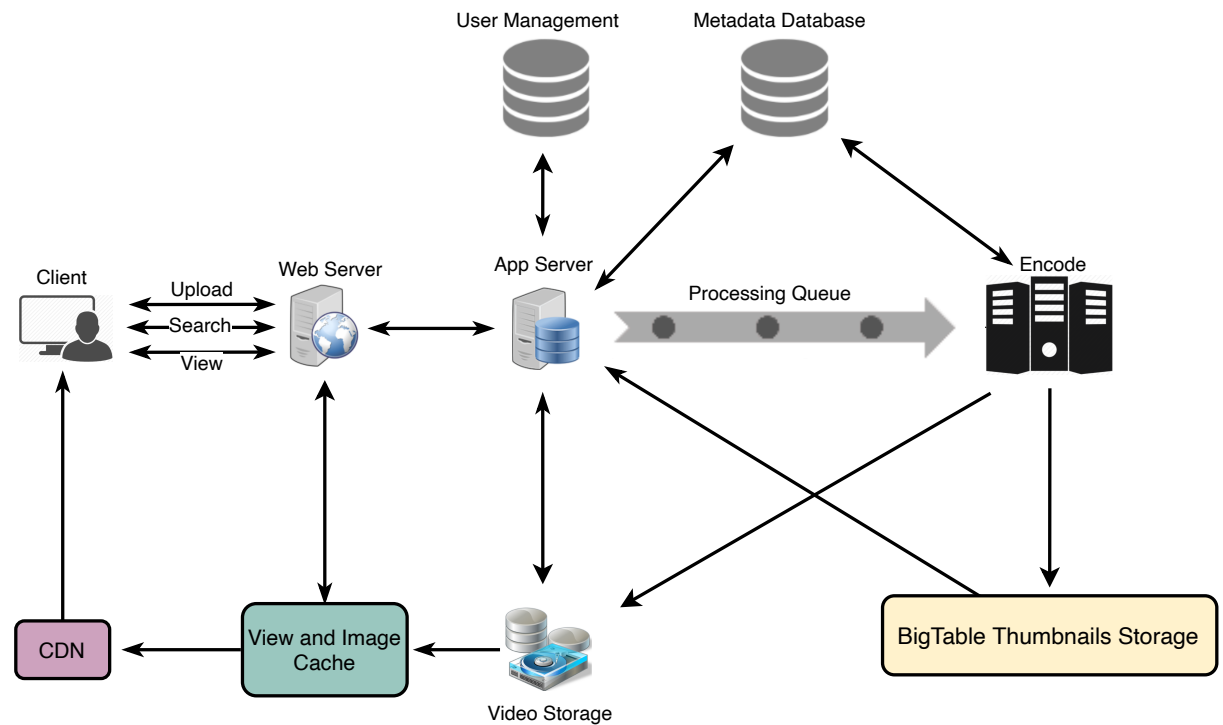 User Management
Metadata Database
Client
Web Server
App Server
Encode
Upload
Search
View
Processing Queue
CDN
View and Image
Cache
Video Storage
BigTable Thumbnails Storage